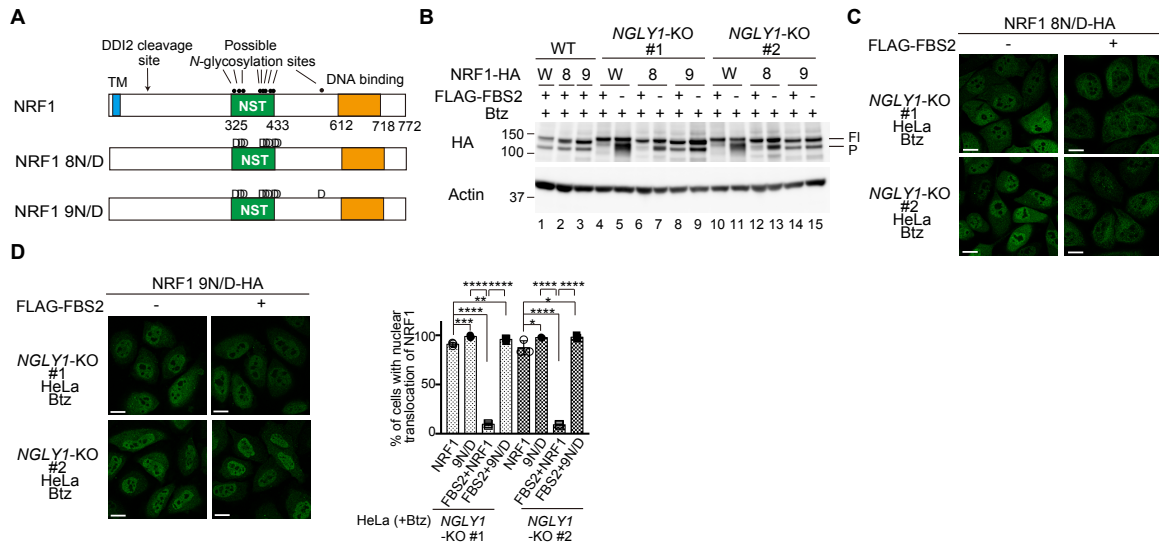 A
DDI2 cleavage
site
Possible
N-glycosylation sites
DNA binding
TM
NRF1
NST
325
433
612
718
772
NRF1 8N/D
DDDD DDDDD
NST
NRF1 9N/D
DDDD DDDDD D
NST
B
WT
NGLY1-KO
#1
NGLY1-KO
#2
NRF1-HA W 8 9 W 8 9 W 8 9
FLAG-FBS2 + + + + - + - + - + - + - + -
Btz + + + + + + + + + + + + + + +
HA
150
100
Fl
P
Actin
37
1 2 3 4 5 6 7 8 9 10 11 12 13 14 15
C
NRF1 8N/D-HA
FLAG-FBS2 - +
NGLY1-KO
#1
HeLa
Btz
NGLY1-KO
#2
HeLa
Btz
D
NRF1 9N/D-HA
FLAG-FBS2 - +
NGLY1-KO
#1
HeLa
Btz
NGLY1-KO
#2
HeLa
Btz
% of cells with nuclear
translocation of NRF1
100
50
0
**** ****
**
****
***
**** ****
*
****
*
NRF1
9N/D
FBS2+NRF1
FBS2+9N/D
NRF1
9N/D
FBS2+NRF1
FBS2+9N/D
HeLa (+Btz)
NGLY1
-KO #1
NGLY1
-KO #2